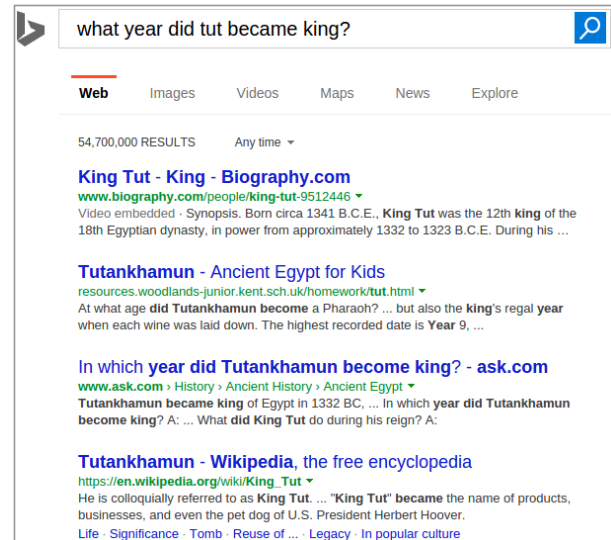 what year did tut became king?
Web Images Videos Maps News Explore
54,700,000 RESULTS Any time
King Tut - King - Biography.com
www.biography.com/people/king-tut-9512446
Video embedded · Synopsis. Born circa 1341 B.C.E., King Tut was the 12th king of the
18th Egyptian dynasty, in power from approximately 1332 to 1323 B.C.E. During his ...
Tutankhamun - Ancient Egypt for Kids
resources.woodlands-junior.kent.sch.uk/homework/tut.html
At what age did Tutankhamun become a Pharaoh? ... but also the king's regal year
when each wine was laid down. The highest recorded date is Year 9, ...
In which year did Tutankhamun become king? - ask.com
www.ask.com › History › Ancient History › Ancient Egypt
Tutankhamun became king of Egypt in 1332 BC, ... In which year did Tutankhamun
become king? A: ... What did King Tut do during his reign? A:
Tutankhamun - Wikipedia, the free encyclopedia
https://en.wikipedia.org/wiki/King_Tut
He is colloquially referred to as King Tut. ... "King Tut" became the name of products,
businesses, and even the pet dog of U.S. President Herbert Hoover.
Life · Significance · Tomb · Reuse of ... · Legacy · In popular culture